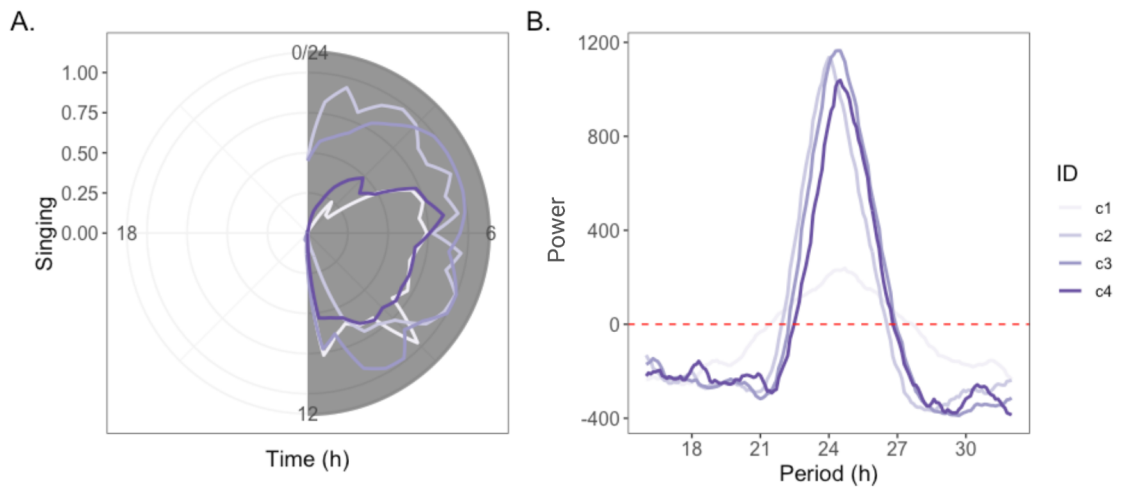 A.
Singing
1.00
0.75
0.50
0.25
0.00
0/24
18
6
12
Time (h)
B.
Power
1200
800
400
0
-400
18 21 24 27 30
Period (h)
ID
c1
c2
c3
c4